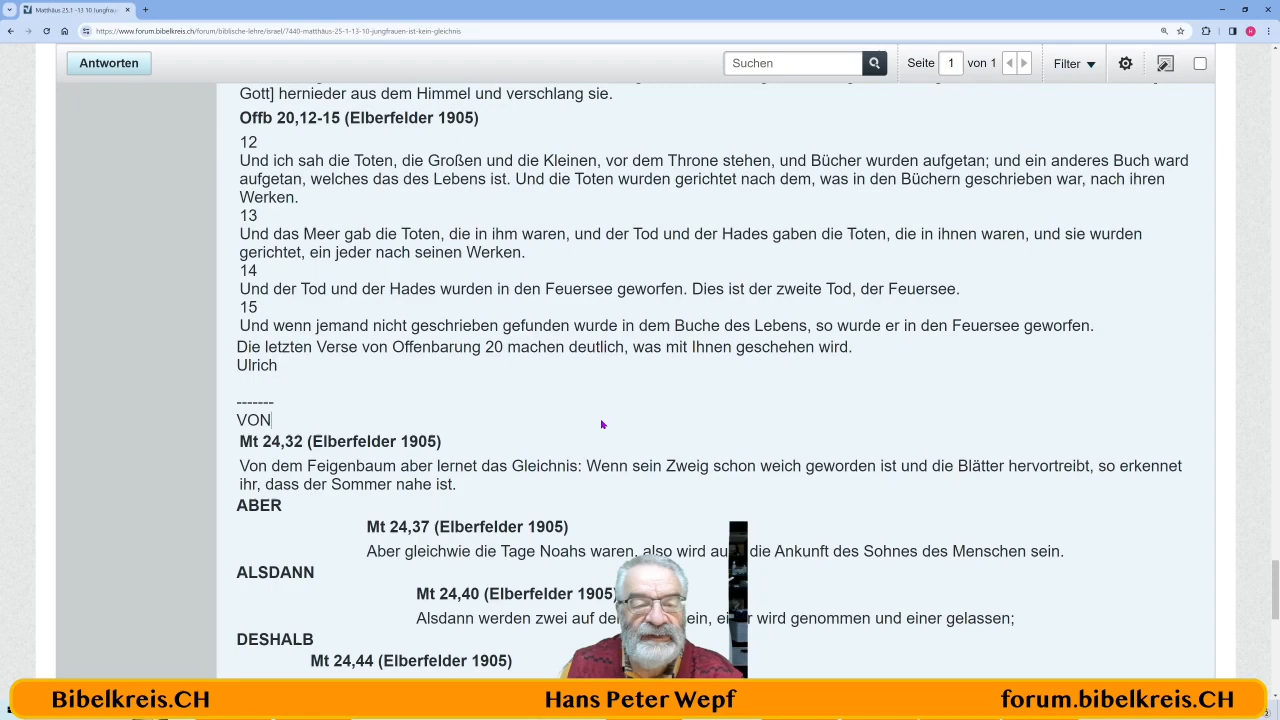 Matthäus 25,1 -13 10 Jungfrau
https://www.forum.bibelkreis.ch/forum/biblische-lehre/israel/7440-matthäus-25-1-13-10-jungfrauen-ist-kein-gleichnis
Antworten
Suchen
Seite 1 von 1
Filter
Gott] hernieder aus dem Himmel und verschlang sie.
Offb 20,12-15 (Elberfelder 1905)
12
Und ich sah die Toten, die Großen und die Kleinen, vor dem Throne stehen, und Bücher wurden aufgetan; und ein anderes Buch ward
aufgetan, welches das des Lebens ist. Und die Toten wurden gerichtet nach dem, was in den Büchern geschrieben war, nach ihren
Werken.
13
Und das Meer gab die Toten, die in ihm waren, und der Tod und der Hades gaben die Toten, die in ihnen waren, und sie wurden
gerichtet, ein jeder nach seinen Werken.
14
Und der Tod und der Hades wurden in den Feuersee geworfen. Dies ist der zweite Tod, der Feuersee.
15
Und wenn jemand nicht geschrieben gefunden wurde in dem Buche des Lebens, so wurde er in den Feuersee geworfen.
Die letzten Verse von Offenbarung 20 machen deutlich, was mit Ihnen geschehen wird.
Ulrich
-------
VON
Mt 24,32 (Elberfelder 1905)
Von dem Feigenbaum aber lernet das Gleichnis: Wenn sein Zweig schon weich geworden ist und die Blätter hervortreibt, so erkennet
ihr, dass der Sommer nahe ist.
ABER
Mt 24,37 (Elberfelder 1905)
Aber gleichwie die Tage Noahs waren, also wird au die Ankunft des Sohnes des Menschen sein.
ALSDANN
Mt 24,40 (Elberfelder 1905)
Alsdann werden zwei auf de ein, ei r wird genommen und einer gelassen;
DESHALB
Mt 24,44 (Elberfelder 1905)
Bibelkreis.CH
Hans Peter Wepf
forum.bibelkreis.CH